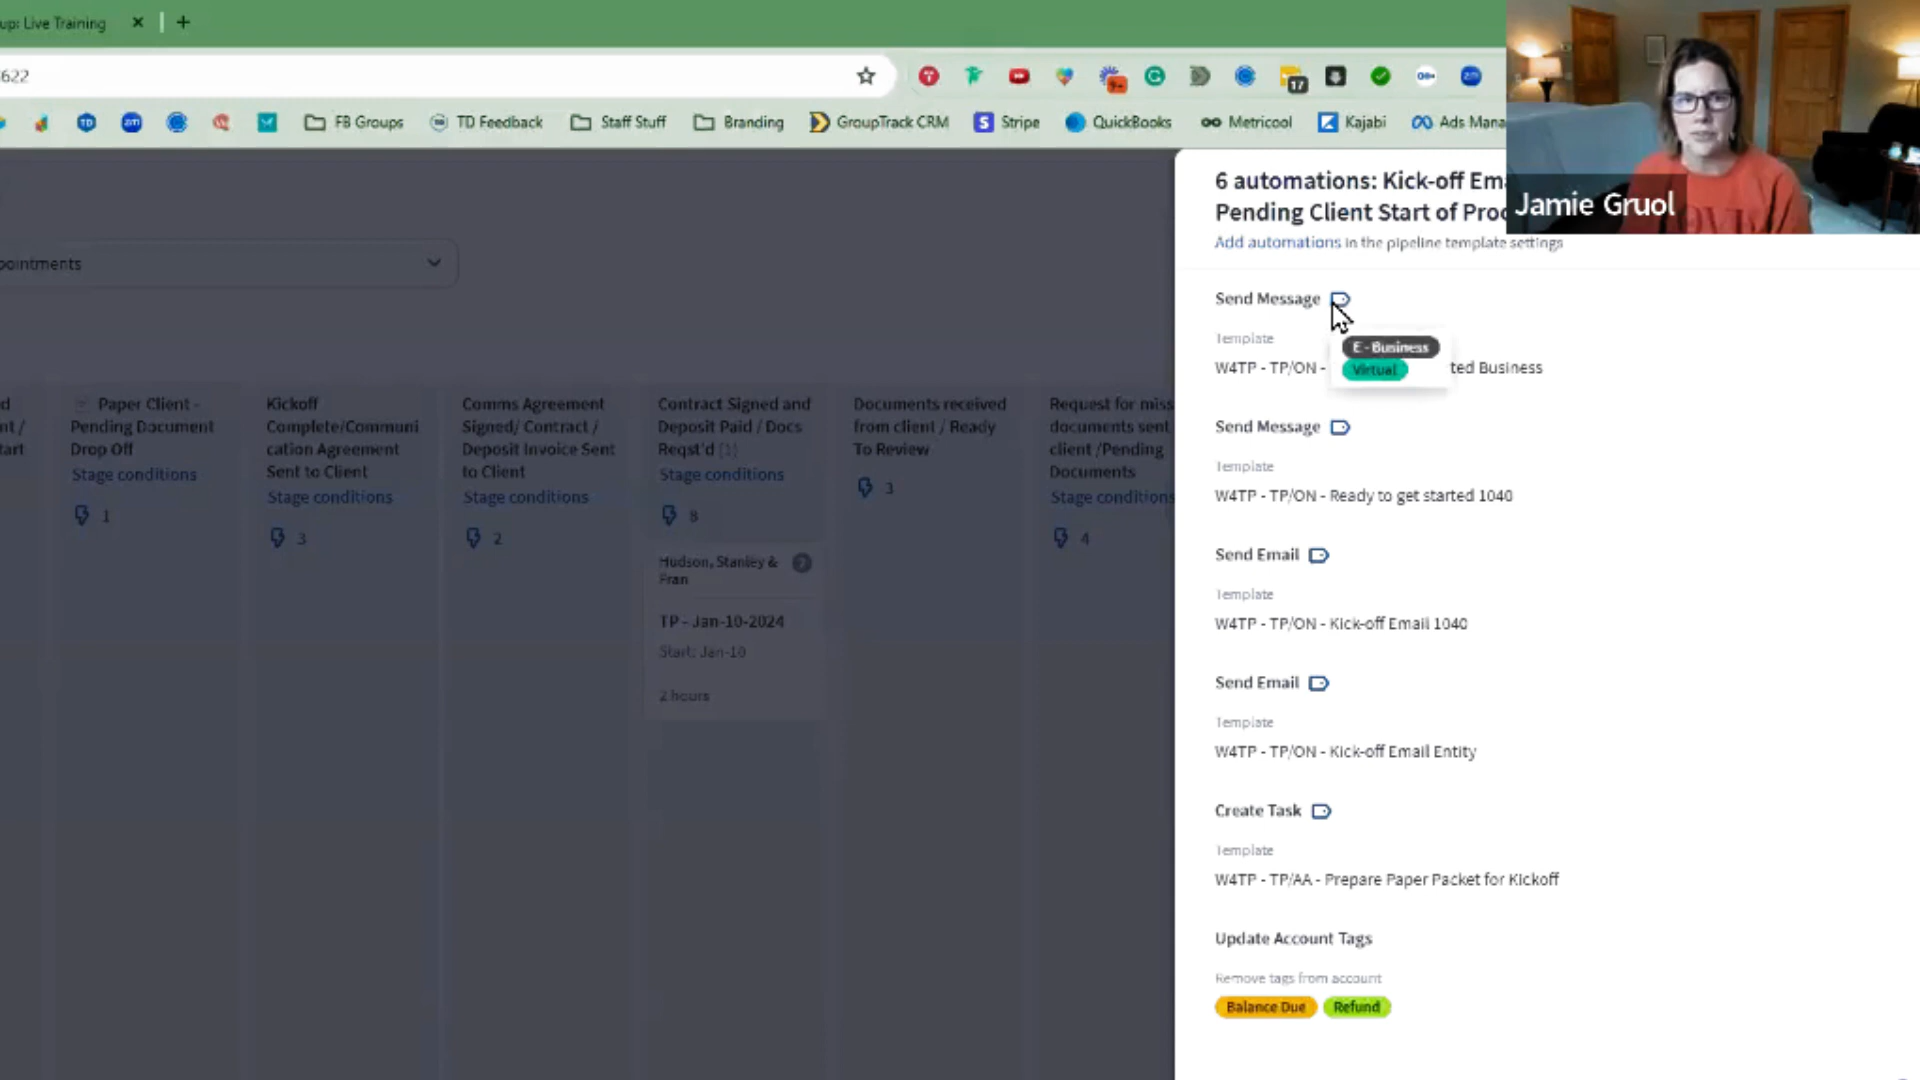 up: Live Training
622
17
FB Groups
TD Feedback
Staff Stuff
Branding
GroupTrack CRM
Stripe
QuickBooks
Metricool
Kajabi
Ads Mana
Jamie Gruol
6 automations: Kick-off Ema
Pending Client Start of Proc
Add automations in the pipeline template settings
pointments
Send Message
Template
E - Business
Virtual
W4TP - TP/ON - ted Business
Send Message
Template
W4TP - TP/ON - Ready to get started 1040
Send Email
Template
W4TP - TP/ON - Kick-off Email 1040
Send Email
Template
W4TP - TP/ON - Kick-off Email Entity
Create Task
Template
W4TP - TP/AA - Prepare Paper Packet for Kickoff
Update Account Tags
Remove tags from account
Balance Due Refund
d
nt /
tart
Paper Client -
Pending Document
Drop Off
Stage conditions
1
Kickoff
Complete/Communi
cation Agreement
Sent to Client
Stage conditions
3
Comms Agreement
Signed/ Contract /
Deposit Invoice Sent
to Client
Stage conditions
2
Contract Signed and
Deposit Paid / Docs
Reqst'd (1)
Stage conditions
8
Hudson, Stanley &
Fran
TP - Jan-10-2024
Start: Jan-10
2 hours
Documents received
from client / Ready
To Review
3
Request for miss
documents sent
client /Pending
Documents
Stage conditions
4